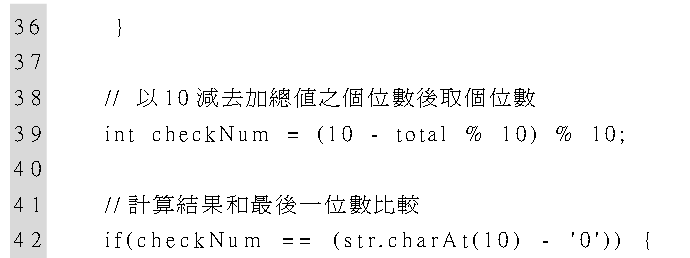 36 }
37
38 // 以10減去加總值之個位數後取個位數
39 int checkNum = (10 - total % 10) % 10;
40
41 //計算結果和最後一位數比較
42 if(checkNum == (str.charAt(10) - '0')) {